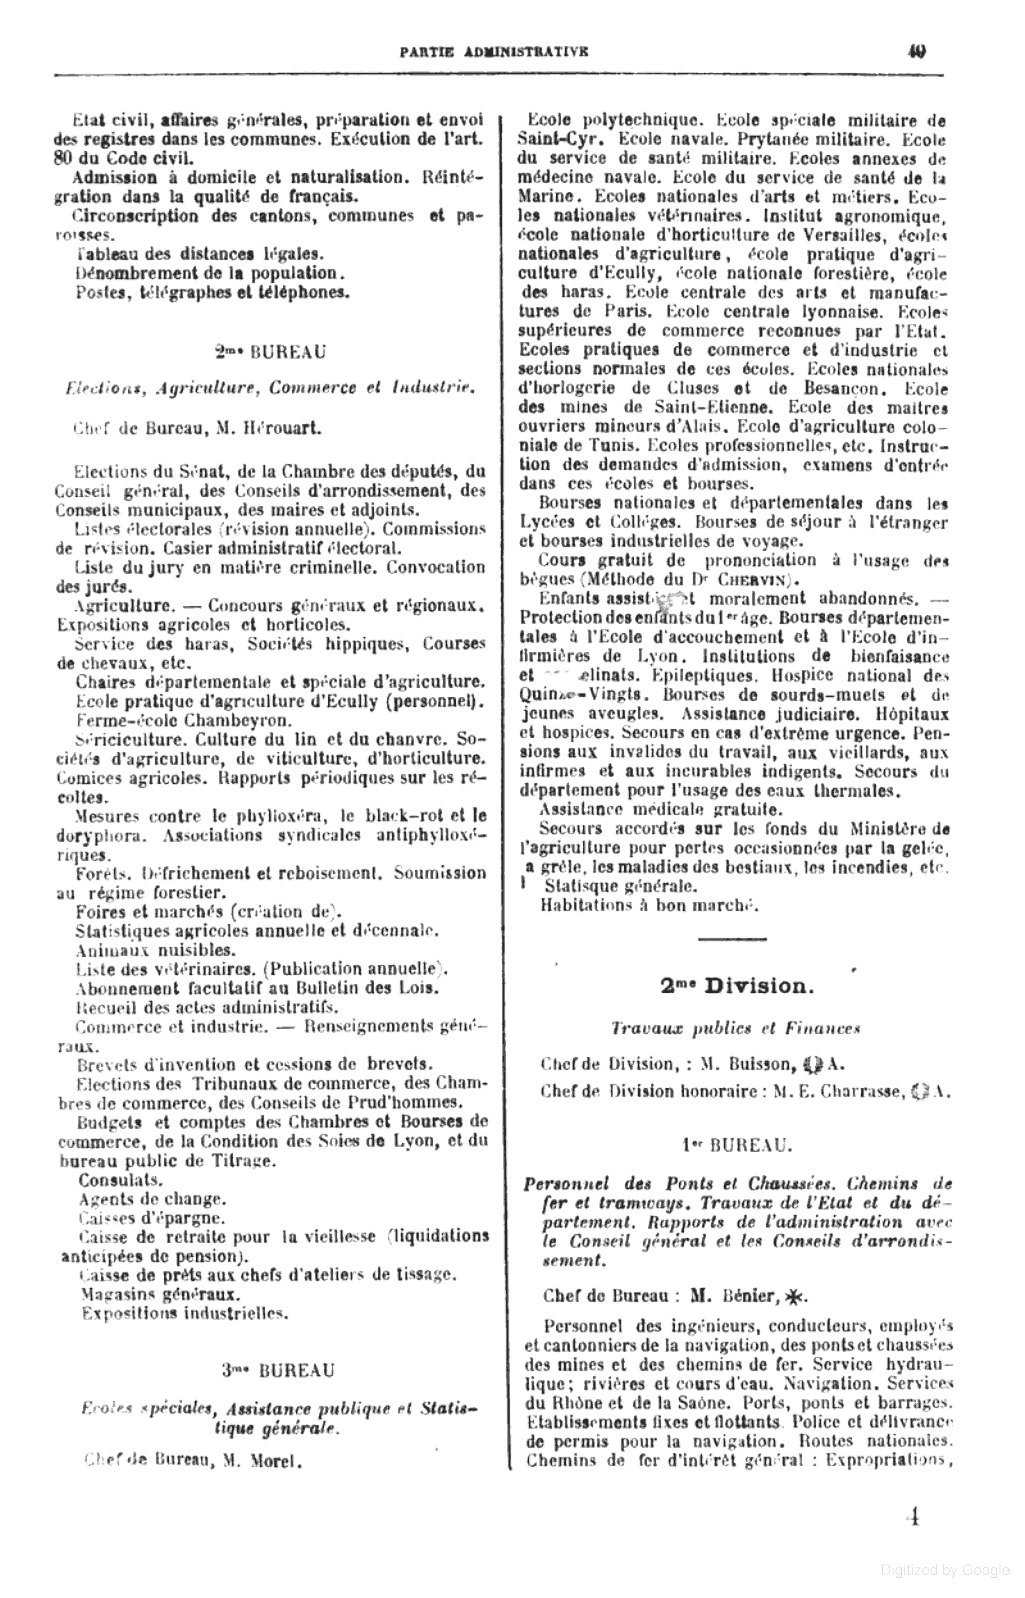 PARTIE ADMINISTRATIVE 49
Etat civil, affaires générales, préparation et envoi
des registres dans les communes. Exécution de l'art.
80 du Code civil.
Admission à domicile et naturalisation. Réinté-
gration dans la qualité de français.
Circonscription des cantons, communes et pa-
roisses.
Tableau des distances légales.
Dénombrement de la population.
Postes, télégraphes et téléphones.
2me BUREAU
Elections, Agriculture, Commerce et Industrie.
Chef de Bureau, M. Hérouart.
Elections du Sénat, de la Chambre des députés, du
Conseil général, des Conseils d'arrondissement, des
Conseils municipaux, des maires et adjoints.
Listes électorales (révision annuelle). Commissions
de révision. Casier administratif électoral.
Liste du jury en matière criminelle. Convocation
des jurés.
Agriculture. — Concours généraux et régionaux.
Expositions agricoles et horticoles.
Service des haras, Sociétés hippiques, Courses
de chevaux, etc.
Chaires départementale et spéciale d'agriculture.
Ecole pratique d'agriculture d'Ecully (personnel).
Ferme-école Chambeyron.
Sériciculture. Culture du lin et du chanvre. So-
ciétés d'agriculture, de viticulture, d'horticulture.
Comices agricoles. Rapports périodiques sur les ré-
coltes.
Mesures contre le phylloxéra, le black-rot et le
doryphora. Associations syndicales antiphylloxé-
riques.
Forêts. Défrichement et reboisement. Soumission
au régime forestier.
Foires et marchés (création de).
Statistiques agricoles annuelle et décennale.
Animaux nuisibles.
Liste des vétérinaires. (Publication annuelle).
Abonnement facultatif au Bulletin des Lois.
Recueil des actes administratifs.
Commerce et industrie. — Renseignements géné-
raux.
Brevets d'invention et cessions de brevets.
Elections des Tribunaux de commerce, des Cham-
bres de commerce, des Conseils de Prud'hommes.
Budgets et comptes des Chambres et Bourses de
commerce, de la Condition des Soies de Lyon, et du
bureau public de Titrage.
Consulats.
Agents de change.
Caisses d'épargne.
Caisse de retraite pour la vieillesse (liquidations
anticipées de pension).
Caisse de prêts aux chefs d'ateliers de tissage.
Magasins généraux.
Expositions industrielles.
3me BUREAU
Ecoles spéciales, Assistance publique et Statis-
tique générale.
Chef de Bureau, M. Morel.
Ecole polytechnique. Ecole spéciale militaire de
Saint-Cyr. Ecole navale. Prytanée militaire. Ecole
du service de santé militaire. Ecoles annexes de
médecine navale. Ecole du service de santé de la
Marine. Ecoles nationales d'arts et métiers. Eco-
les nationales vétérinaires. Institut agronomique,
école nationale d'horticulture de Versailles, écoles
nationales d'agriculture, école pratique d'agri-
culture d'Ecully, école nationale forestière, école
des haras. Ecole centrale des arts et manufac-
tures de Paris. Ecole centrale lyonnaise. Ecoles
supérieures de commerce reconnues par l'Etat.
Ecoles pratiques de commerce et d'industrie et
sections normales de ces écoles. Ecoles nationales
d'horlogerie de Cluses et de Besançon. Ecole
des mines de Saint-Etienne. Ecole des maitres
ouvriers mineurs d'Alais. Ecole d'agriculture colo-
niale de Tunis. Ecoles professionnelles, etc. Instruc-
tion des demandes d'admission, examens d'entrée
dans ces écoles et bourses.
Bourses nationales et départementales dans les
Lycées et Collèges. Bourses de séjour à l'étranger
et bourses industrielles de voyage.
Cours gratuit de prononciation à l'usage des
bègues (Méthode du Dr CHERVIN).
Enfants assistés et moralement abandonnés. —
Protection des enfants du 1er âge. Bourses départemen-
tales à l'Ecole d'accouchement et à l'Ecole d'in-
firmières de Lyon. Institutions de bienfaisance
et elinats. Epileptiques. Hospice national des
Quinze-Vingts. Bourses de sourds-muets et de
jeunes aveugles. Assistance judiciaire. Hôpitaux
et hospices. Secours en cas d'extrême urgence. Pen-
sions aux invalides du travail, aux vieillards, aux
infirmes et aux incurables indigents. Secours du
département pour l'usage des eaux thermales.
Assistance médicale gratuite.
Secours accordés sur les fonds du Ministère de
l'agriculture pour pertes occasionnées par la gelée,
a grêle, les maladies des bestiaux, les incendies, etc.
l Statisque générale.
Habitations à bon marché.
2me Division.
Travaux publics et Finances
Chef de Division, : M. Buisson, A.
Chef de Division honoraire : M. E. Charrasse, A.
1er BUREAU.
Personnel des Ponts et Chaussées. Chemins de
fer et tramways. Travaux de l'Etat et du dé-
partement. Rapports de l'administration avec
le Conseil général et les Conseils d'arrondis-
sement.
Chef de Bureau : M. Bénier, ✠.
Personnel des ingénieurs, conducteurs, employés
et cantonniers de la navigation, des ponts et chaussées
des mines et des chemins de fer. Service hydrau-
lique; rivières et cours d'eau. Navigation. Services
du Rhône et de la Saône. Ports, ponts et barrages.
Etablissements fixes et flottants. Police et délivrance
de permis pour la navigation. Routes nationales.
Chemins de fer d'intérêt général : Expropriations,
4
Digitized by Google